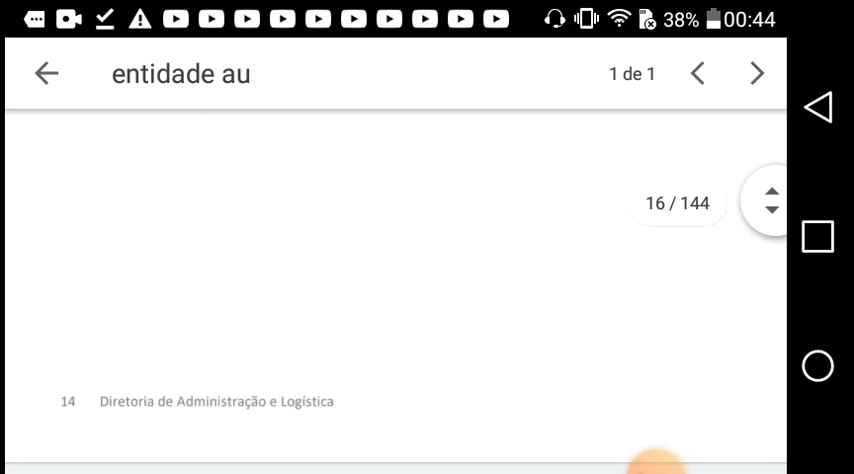 38% 00:44
entidade au 1 de 1
16 / 144
14 Diretoria de Administração e Logística